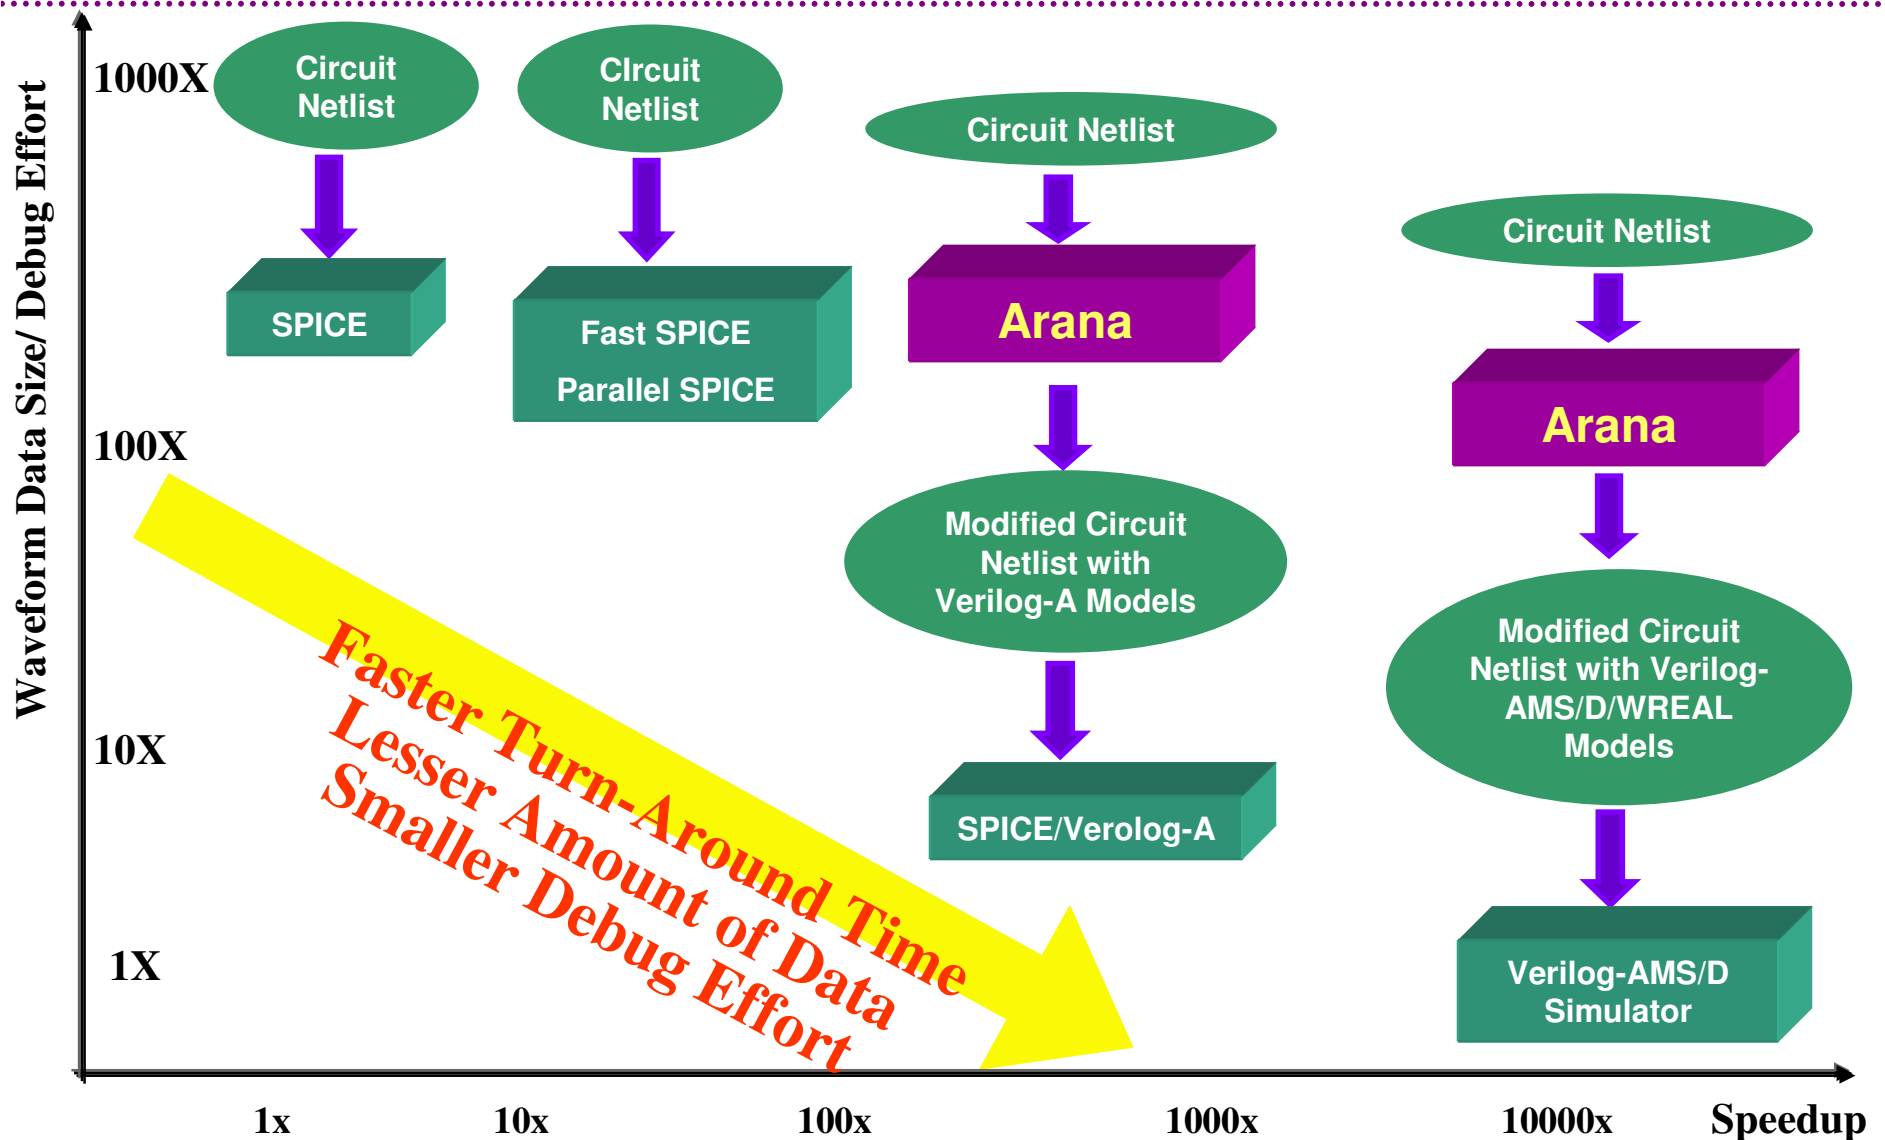 Waveform Data Size/ Debug Effort
1000X
100X
10X
1X
Circuit
Netlist
SPICE
CIrcuit
Netlist
Fast SPICE
Parallel SPICE
Circuit Netlist
Arana
Modified Circuit
Netlist with
Verilog-A Models
SPICE/Verolog-A
Circuit Netlist
Arana
Modified Circuit
Netlist with Verilog-
AMS/D/WREAL
Models
Verilog-AMS/D
Simulator
Faster Turn-Around Time
Lesser Amount of Data
Smaller Debug Effort
1x
10x
100x
1000x
10000x
Speedup